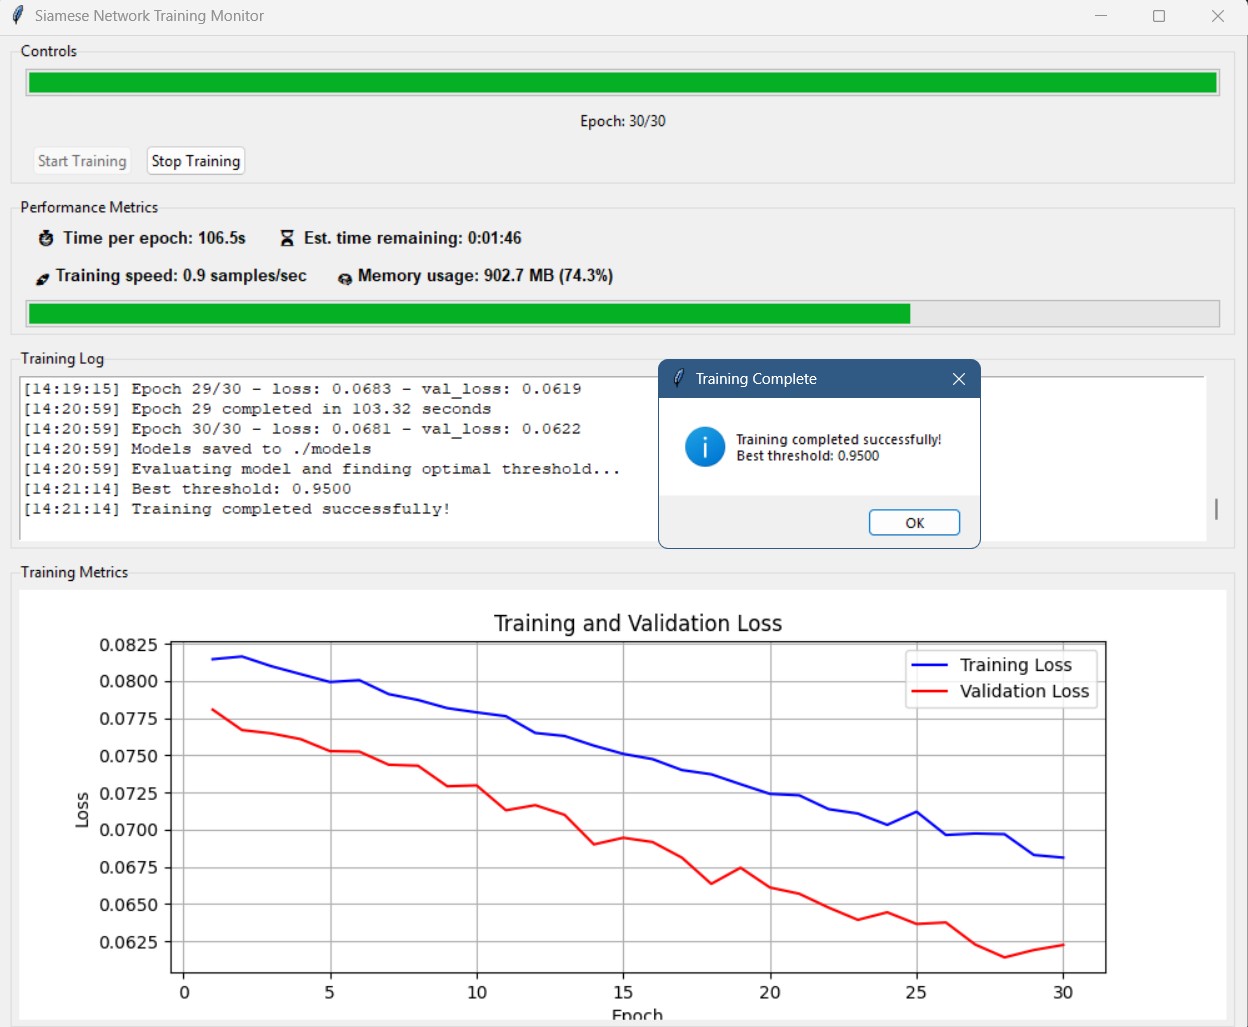 Siamese Network Training Monitor
Controls
Epoch: 30/30
Start Training
Stop Training
Performance Metrics
Time per epoch: 106.5s
Est. time remaining: 0:01:46
Training speed: 0.9 samples/sec
Memory usage: 902.7 MB (74.3%)
Training Log
[14:19:15] Epoch 29/30 - loss: 0.0683 - val_loss: 0.0619
[14:20:59] Epoch 29 completed in 103.32 seconds
[14:20:59] Epoch 30/30 - loss: 0.0681 - val_loss: 0.0622
[14:20:59] Models saved to ./models
[14:20:59] Evaluating model and finding optimal threshold...
[14:21:14] Best threshold: 0.9500
[14:21:14] Training completed successfully!
Training Complete
Training completed successfully!
Best threshold: 0.9500
OK
Training Metrics
Training and Validation Loss
Training Loss
Validation Loss
Loss
0.0825
0.0800
0.0775
0.0750
0.0725
0.0700
0.0675
0.0650
0.0625
0
5
10
15
20
25
30
Epoch